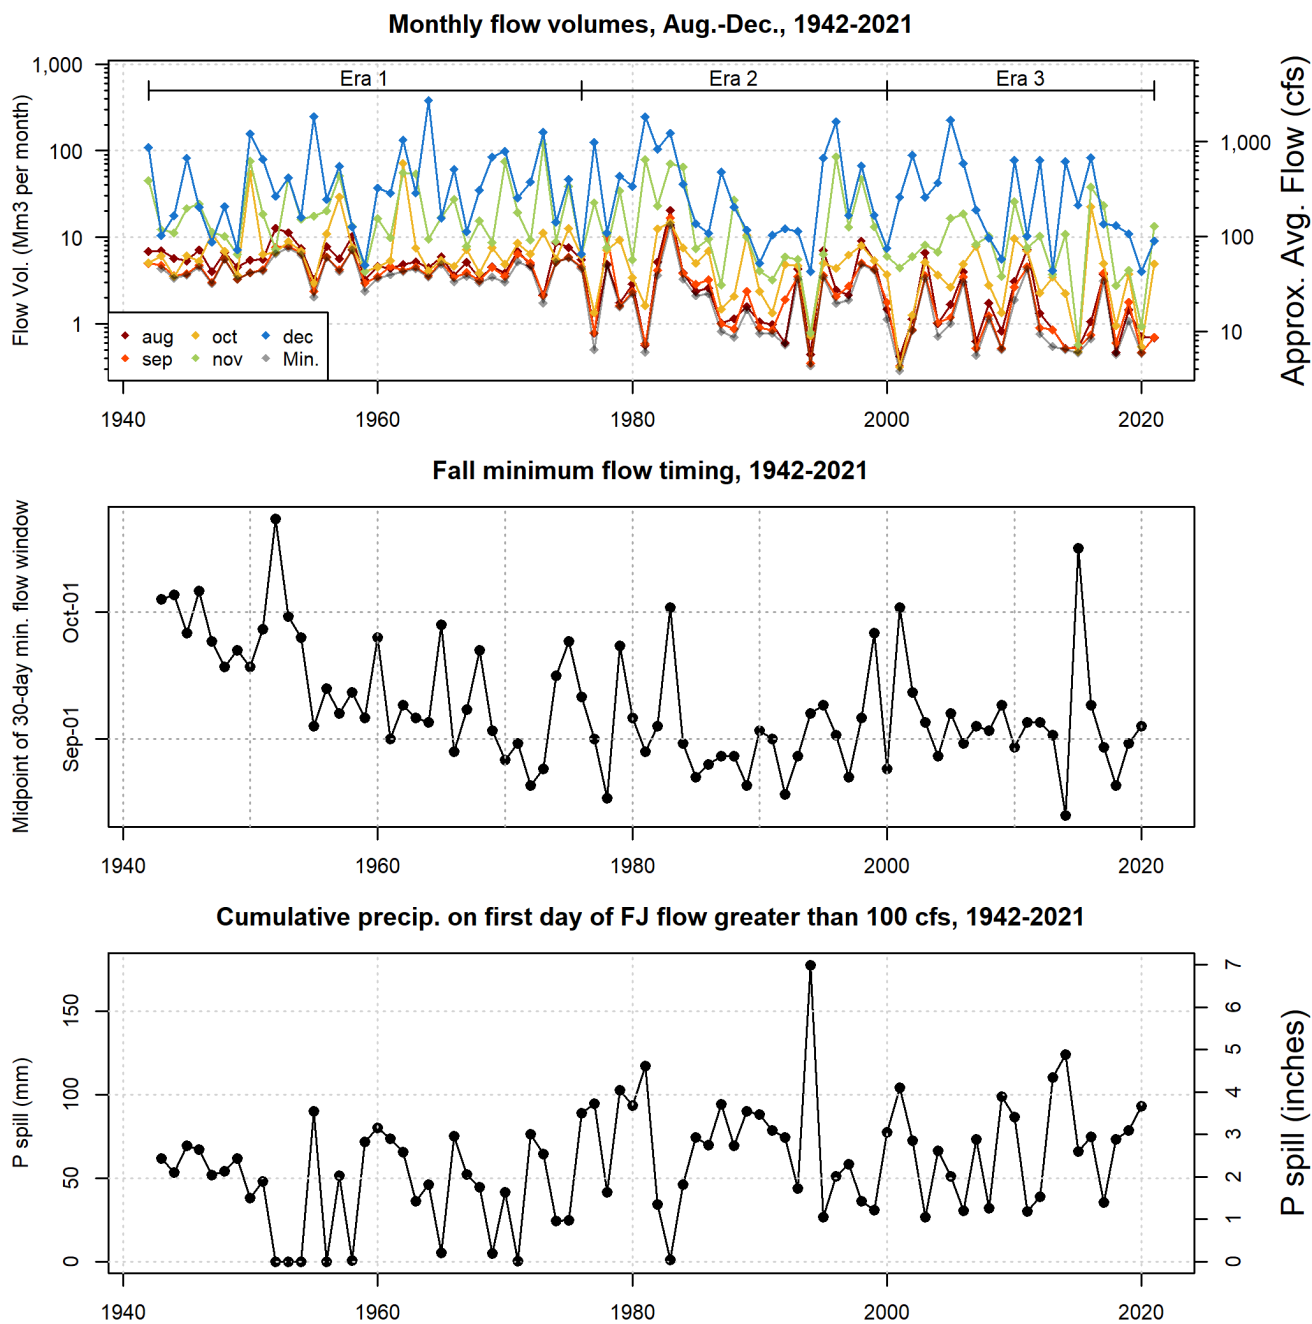 Monthly flow volumes, Aug.-Dec., 1942-2021
Flow Vol. (Mm3 per month)
1,000
100
10
1
Era 1
Era 2
Era 3
1,000
100
10
Approx. Avg. Flow (cfs)
aug
oct
dec
sep
nov
Min.
1940
1960
1980
2000
2020
Fall minimum flow timing, 1942-2021
Midpoint of 30-day min. flow window
Oct-01
Sep-01
1940
1960
1980
2000
2020
Cumulative precip. on first day of FJ flow greater than 100 cfs, 1942-2021
P spill (mm)
150
100
50
0
7
6
5
4
3
2
1
0
P spill (inches)
1940
1960
1980
2000
2020